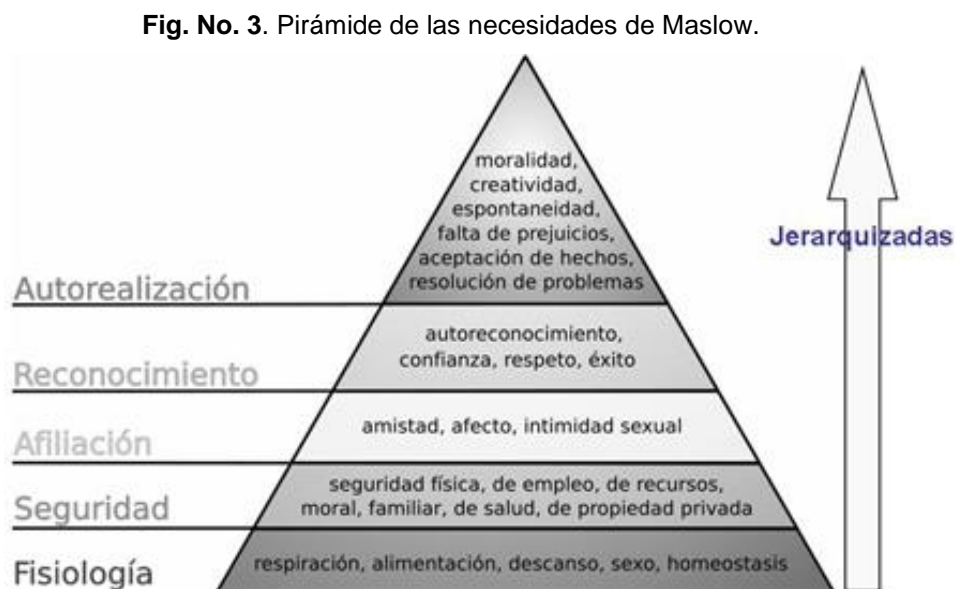 Fig. No. 3. Pirámide de las necesidades de Maslow.
moralidad,
creatividad,
espontaneidad,
falta de prejuicios,
aceptación de hechos,
resolución de problemas
Autorealización
autoreconocimiento,
confianza, respeto, éxito
Reconocimiento
amistad, afecto, intimidad sexual
Afiliación
seguridad física, de empleo, de recursos,
moral, familiar, de salud, de propiedad privada
Seguridad
respiración, alimentación, descanso, sexo, homeostasis
Fisiología
Jerarquizadas